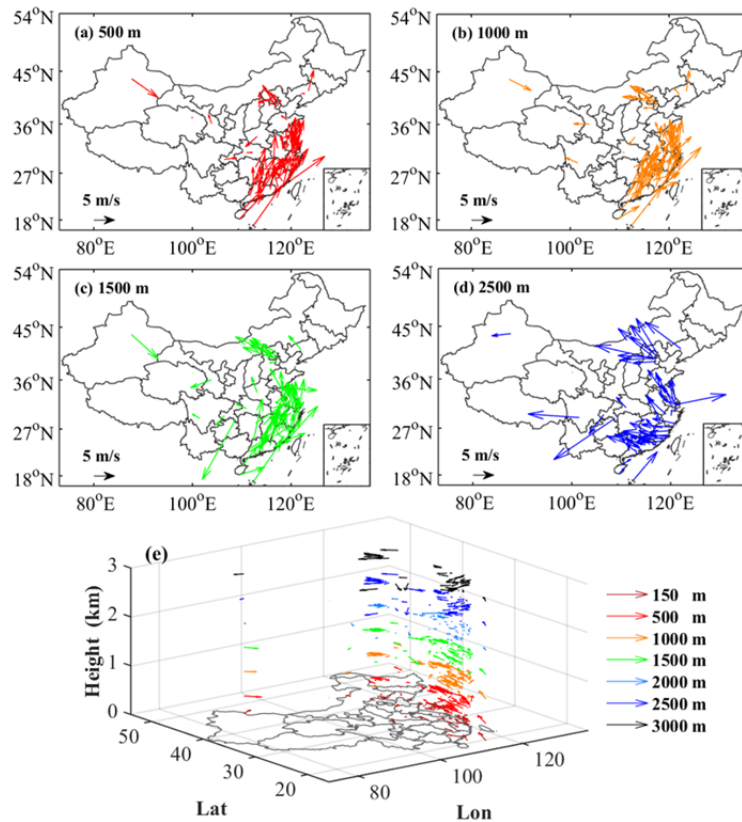 54°N
(a) 500 m
45°N
36°N
27°N
5 m/s
18°N
80°E 100°E 120°E
54°N
(b) 1000 m
45°N
36°N
27°N
5 m/s
18°N
80°E 100°E 120°E
54°N
(c) 1500 m
45°N
36°N
27°N
5 m/s
18°N
80°E 100°E 120°E
54°N
(d) 2500 m
45°N
36°N
27°N
5 m/s
18°N
80°E 100°E 120°E
(e)
3
2
1
0
Height (km)
50
40
30
20
Lat
80
100
120
Lon
150 m
500 m
1000 m
1500 m
2000 m
2500 m
3000 m